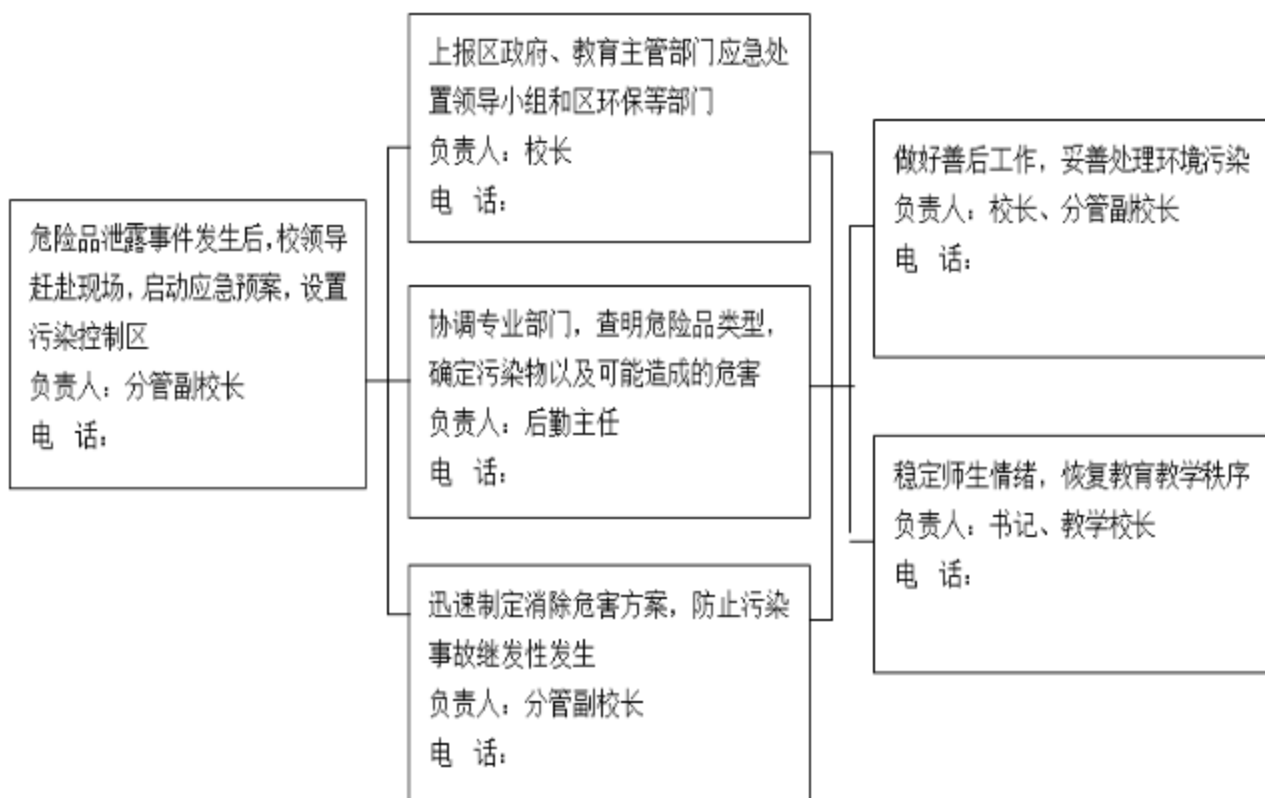 危险品泄露事件发生后，校领导
赶赴现场，启动应急预案，设置
污染控制区
负责人：分管副校长
电　话：
上报区政府、教育主管部门应急处
置领导小组和区环保等部门
负责人：校长
电　话：
协调专业部门，查明危险品类型，
确定污染物以及可能造成的危害
负责人：后勤主任
电　话：
迅速制定消除危害方案，防止污染
事故继发性发生
负责人：分管副校长
电　话：
做好善后工作，妥善处理环境污染
负责人：校长、分管副校长
电　话：
稳定师生情绪，恢复教育教学秩序
负责人：书记、教学校长
电　话：